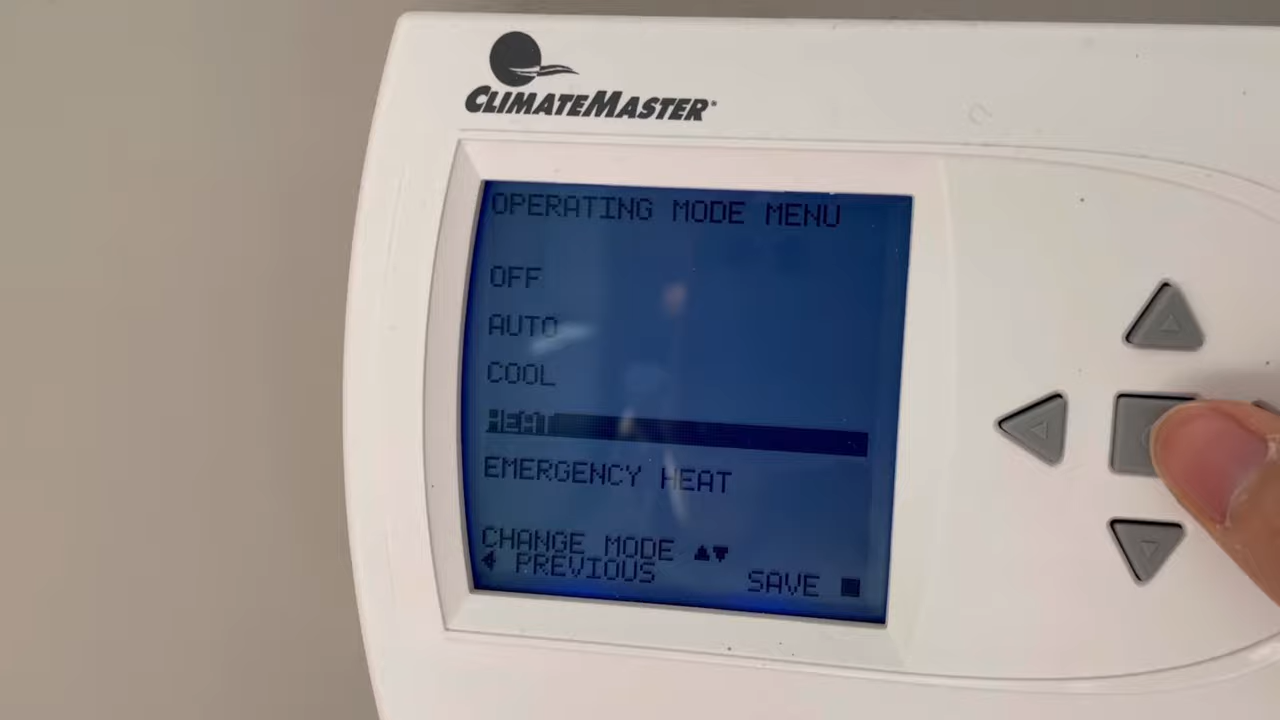 CLIMATEMASTER
OPERATING MODE MENU
OFF
AUTO
COOL
HEAT
EMERGENCY HEAT
CHANGE MODE ▲▼
◀ PREVIOUS
SAVE ■